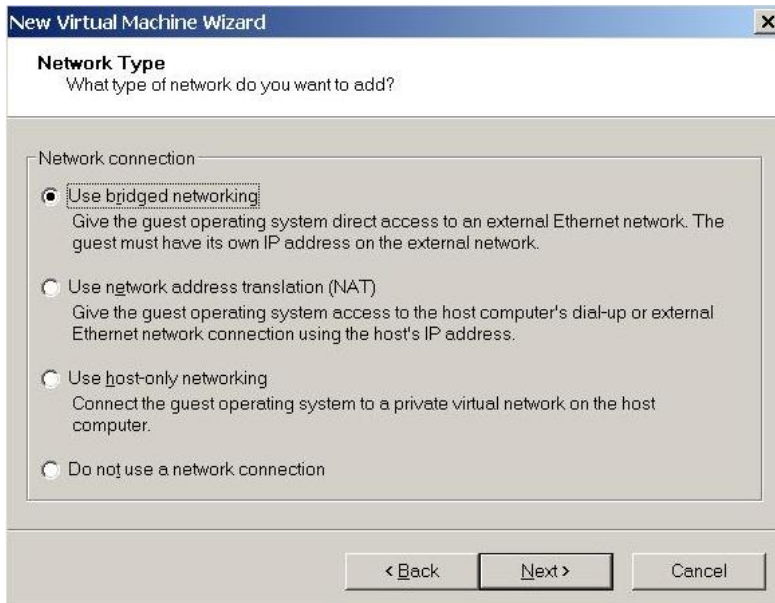 New Virtual Machine Wizard
Network Type
What type of network do you want to add?
Network connection
Use bridged networking
Give the guest operating system direct access to an external Ethernet network. The
guest must have its own IP address on the external network.
Use network address translation (NAT)
Give the guest operating system access to the host computer's dial-up or external
Ethernet network connection using the host's IP address.
Use host-only networking
Connect the guest operating system to a private virtual network on the host
computer.
Do not use a network connection
< Back Next > Cancel